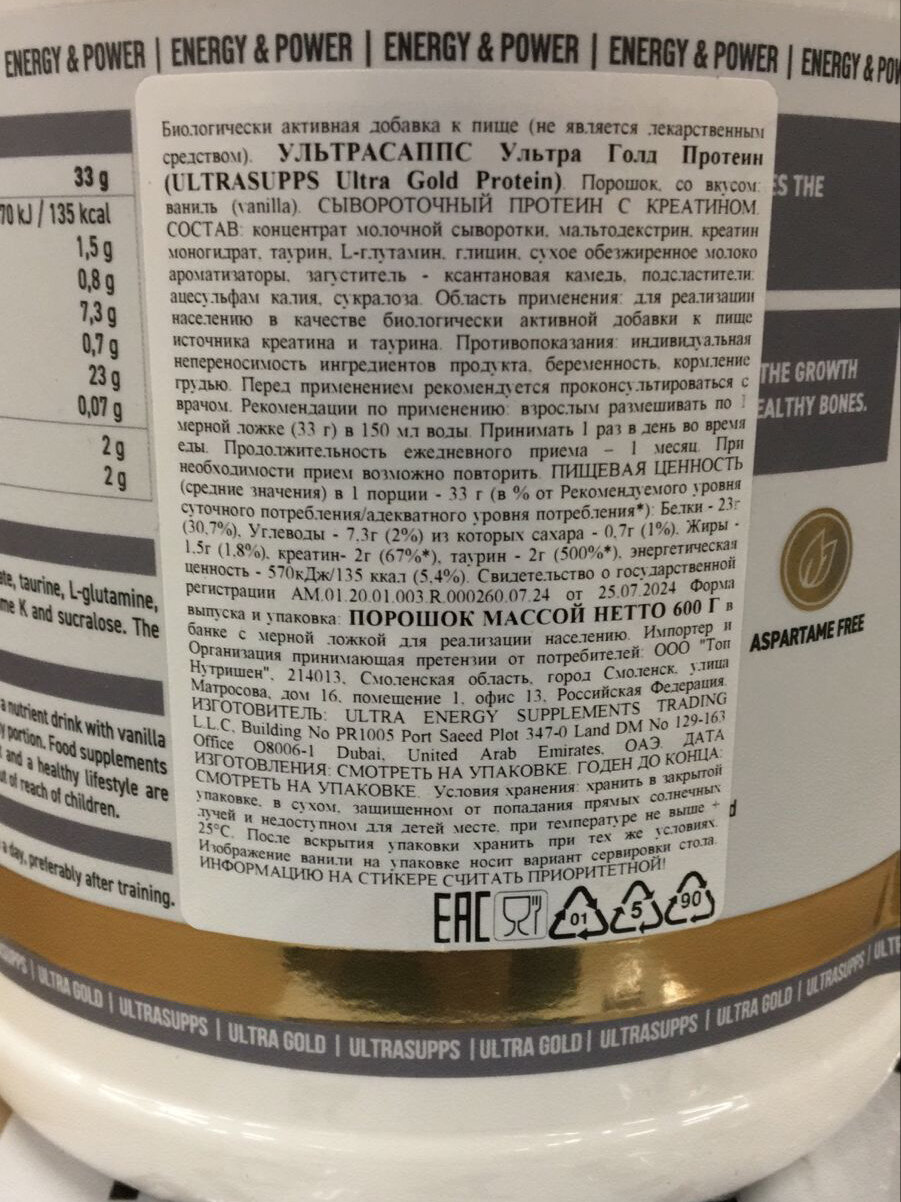 ENERGY & POWER | ENERGY & POWER | ENERGY & POWER | ENERGY & POWER | ENERGY & POW
33 g
70 kJ / 135 kcal
1,5 g
0,8 g
7,3 g
0,7 g
23 g
0,07 g
2 g
2 g
taurine, L-glutamine,
K and sucralose. The
a nutrient drink with vanilla
portion. Food supplements
and a healthy lifestyle are
of reach of children.
a day, preferably after training.
Биологически активная добавка к пище (не является лекарственным
средством). УЛЬТРАСАППС Ультра Голд Протеин
(ULTRASUPPS Ultra Gold Protein). Порошок, со вкусом:
ваниль (vanilla). СЫВОРОТОЧНЫЙ ПРОТЕИН С КРЕАТИНОМ.
СОСТАВ: концентрат молочной сыворотки, мальтодекстрин, креатин
моногидрат, таурин, L-глутамин, глицин, сухое обезжиренное молоко
ароматизаторы, загуститель - ксантановая камедь, подсластители:
ацесульфам калия, сукралоза. Область применения: для реализации
населению в качестве биологически активной добавки к пище
источника креатина и таурина. Противопоказания: индивидуальная
непереносимость ингредиентов продукта, беременность, кормление
грудью. Перед применением рекомендуется проконсультироваться с
врачом. Рекомендации по применению: взрослым размешивать по 1
мерной ложке (33 г) в 150 мл воды. Принимать 1 раз в день во время
еды. Продолжительность ежедневного приема – 1 месяц. При
необходимости прием возможно повторить. ПИЩЕВАЯ ЦЕННОСТЬ
(средние значения) в 1 порции - 33 г (в % от Рекомендуемого уровня
суточного потребления/адекватного уровня потребления*): Белки - 23г
(30,7%), Углеводы - 7.3г (2%) из которых сахара - 0,7г (1%). Жиры -
1.5г (1,8%), креатин- 2г (67%*), таурин - 2г (500%*), энергетическая
ценность - 570кДж/135 ккал (5,4%). Свидетельство о государственной
регистрации AM.01.20.01.003.R.000260.07.24 от 25.07.2024 Форма
выпуска и упаковка: ПОРОШОК МАССОЙ НЕТТО 600 Г в
банке с мерной ложкой для реализации населению. Импортер и
Организация принимающая претензии от потребителей: ООО "Топ
Нутришен", 214013, Смоленская область, город Смоленск, улица
Матросова, дом 16, помещение 1, офис 13, Российская Федерация.
ИЗГОТОВИТЕЛЬ: ULTRA ENERGY SUPPLEMENTS TRADING
L.L.C, Building No PR1005 Port Saeed Plot 347-0 Land DM No 129-163
Office O8006-1 Dubai, United Arab Emirates, ОАЭ. ДАТА
ИЗГОТОВЛЕНИЯ: СМОТРЕТЬ НА УПАКОВКЕ. ГОДЕН ДО КОНЦА:
СМОТРЕТЬ НА УПАКОВКЕ. Условия хранения: хранить в закрытой
упаковке, в сухом, защищенном от попадания прямых солнечных
лучей и недоступном для детей месте, при температуре не выше +
25°С. После вскрытия упаковки хранить при тех же условиях.
Изображение ванили на упаковке носит вариант сервировки стола.
ИНФОРМАЦИЮ НА СТИКЕРЕ СЧИТАТЬ ПРИОРИТЕТНОЙ!
EAC 01 5 90
THE
THE GROWTH
EALTHY BONES.
ASPARTAME FREE
ULTRA GOLD | ULTRASUPPS | ULTRA GOLD | ULTRASUPPS | ULTRA GOLD | ULTRASUPPS | ULTRA GOLD | ULTRASUPPS